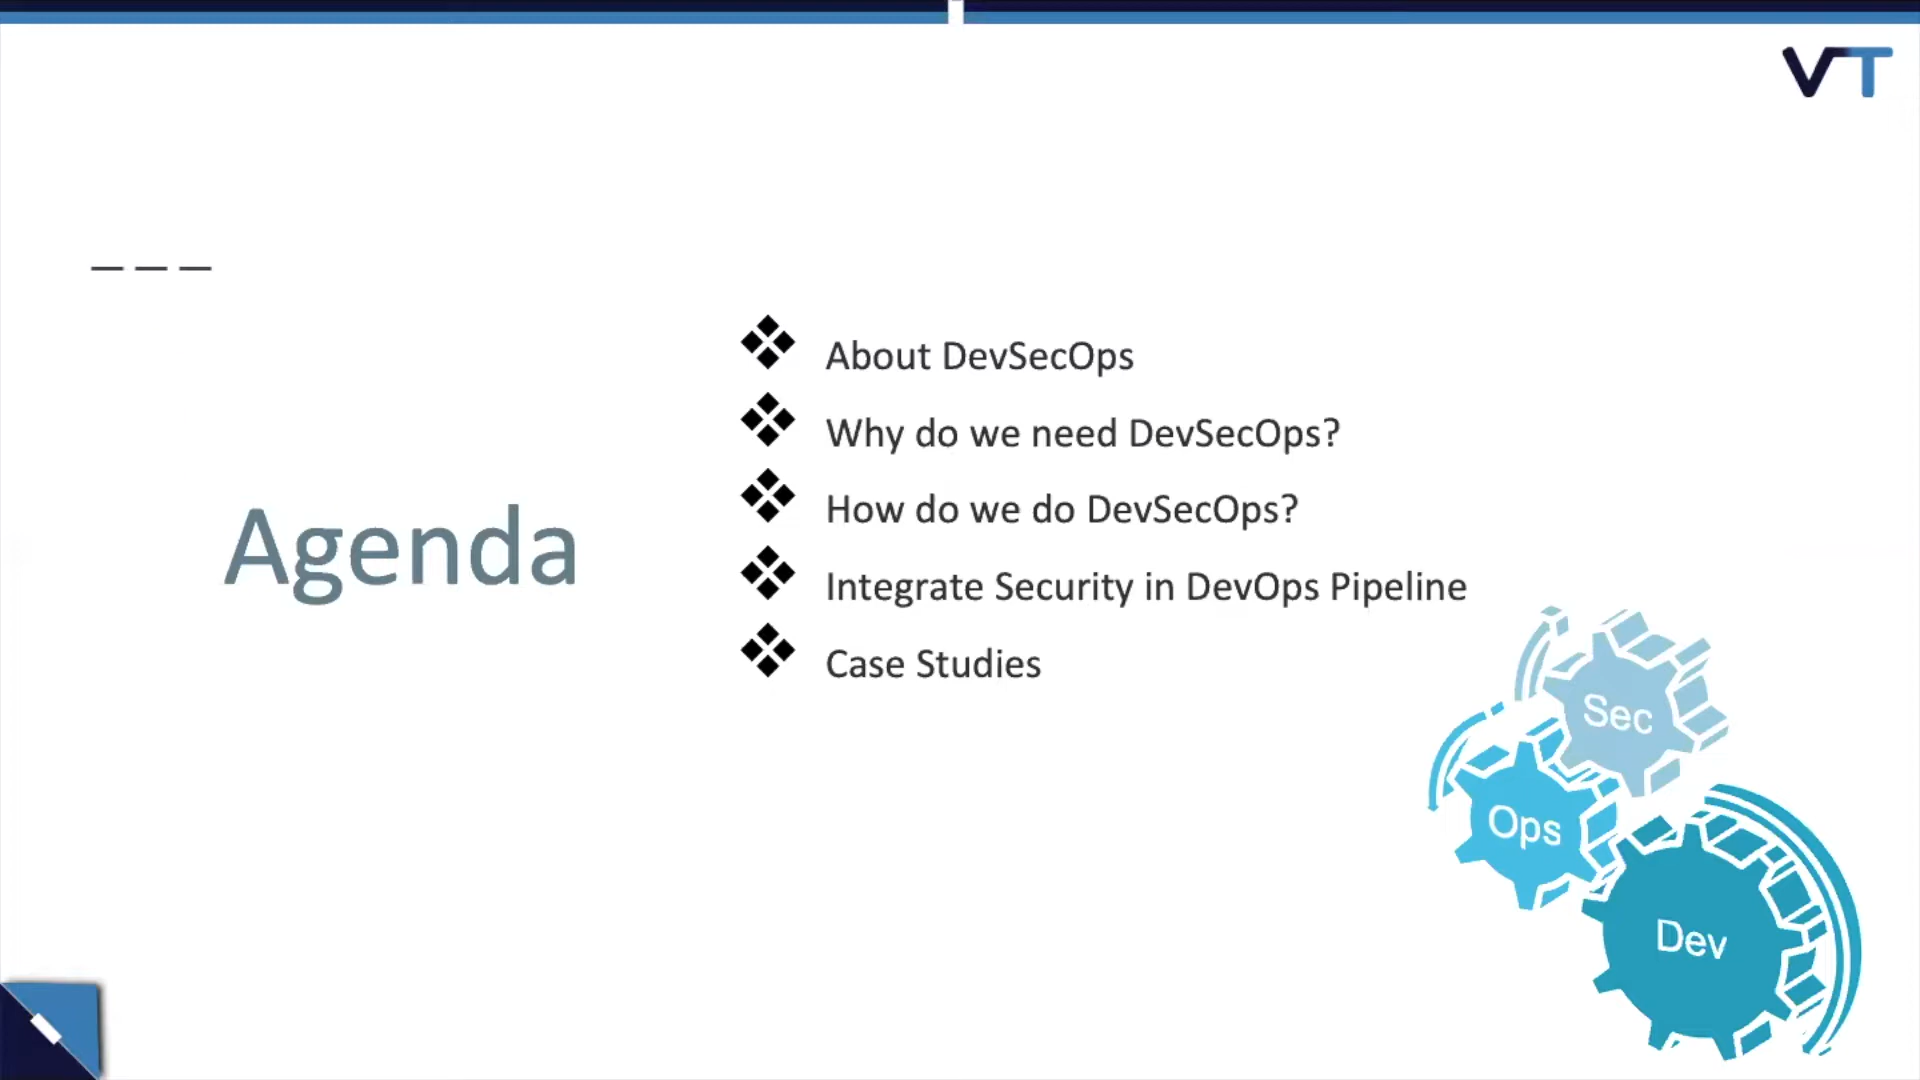 VT
Agenda
About DevSecOps
Why do we need DevSecOps?
How do we do DevSecOps?
Integrate Security in DevOps Pipeline
Case Studies
Sec
Ops
Dev